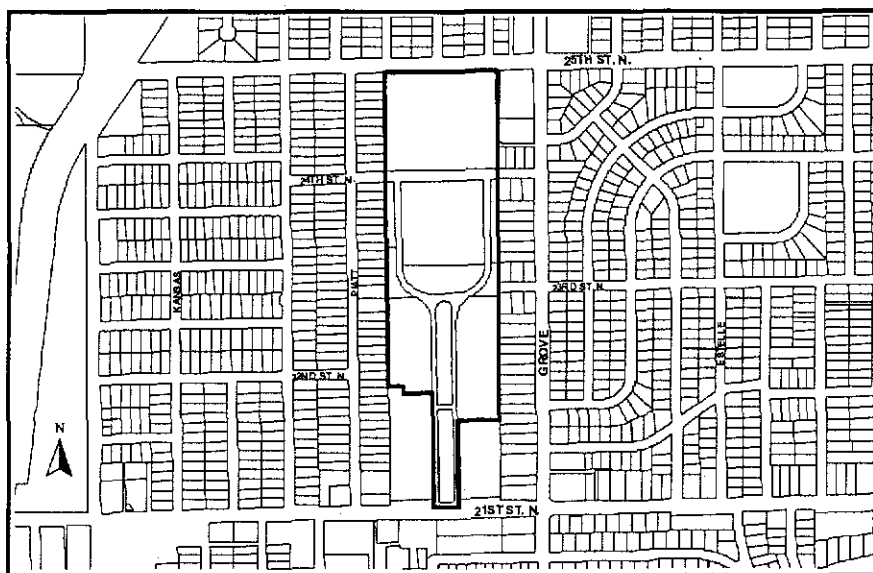 25TH ST. N.
24TH ST. N.
KANSAS
PIATT
23RD ST. N.
GROVE
ESTELLE
22ND ST. N.
N
21ST ST. N.